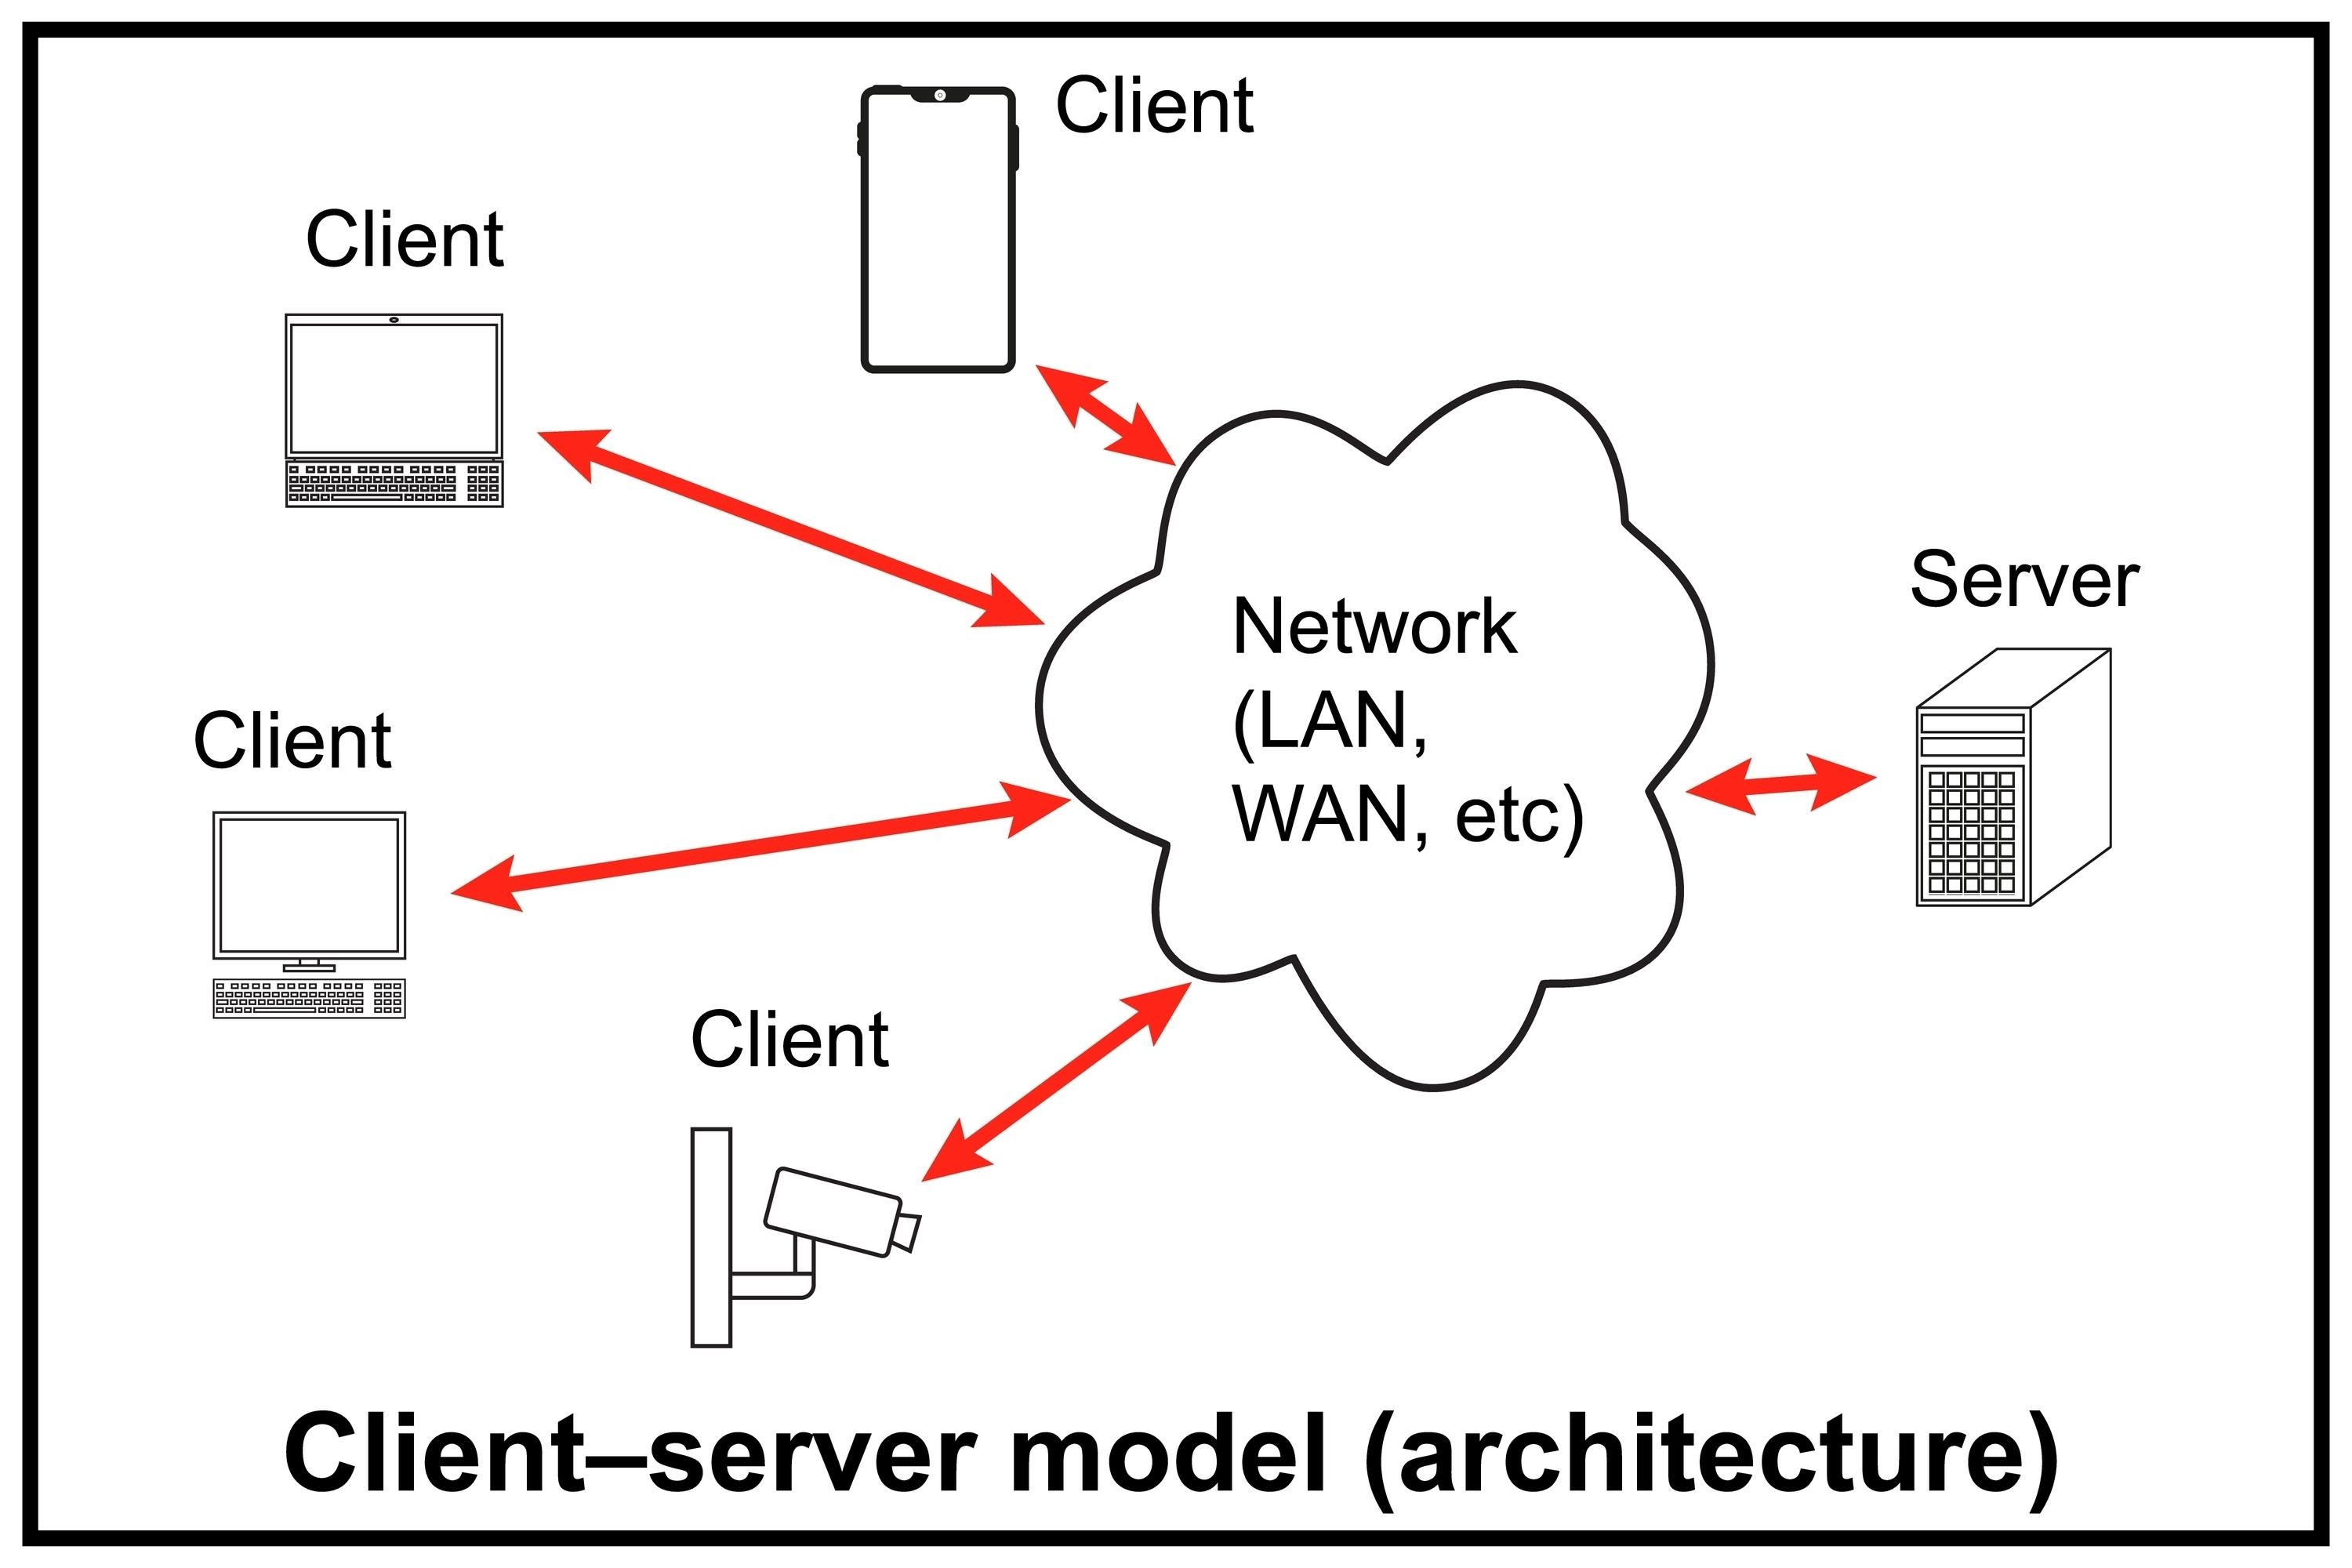 Client
Client
Client
Client
Network
(LAN,
WAN, etc)
Server
Client–server model (architecture)